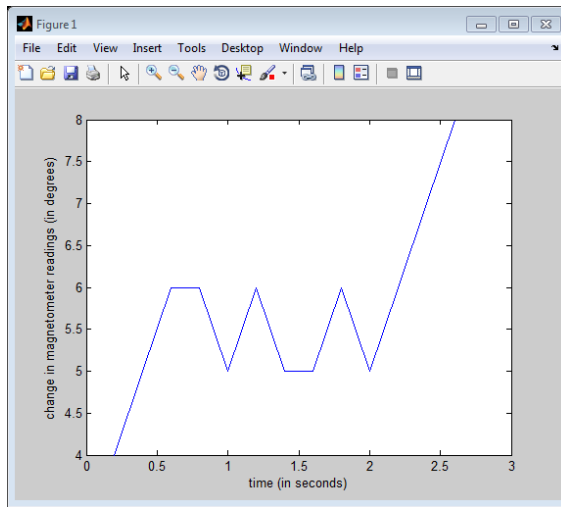 Figure 1
File Edit View Insert Tools Desktop Window Help
8
7.5
7
6.5
6
5.5
5
4.5
4
change in magnetometer readings (in degrees)
0 0.5 1 1.5 2 2.5 3
time (in seconds)